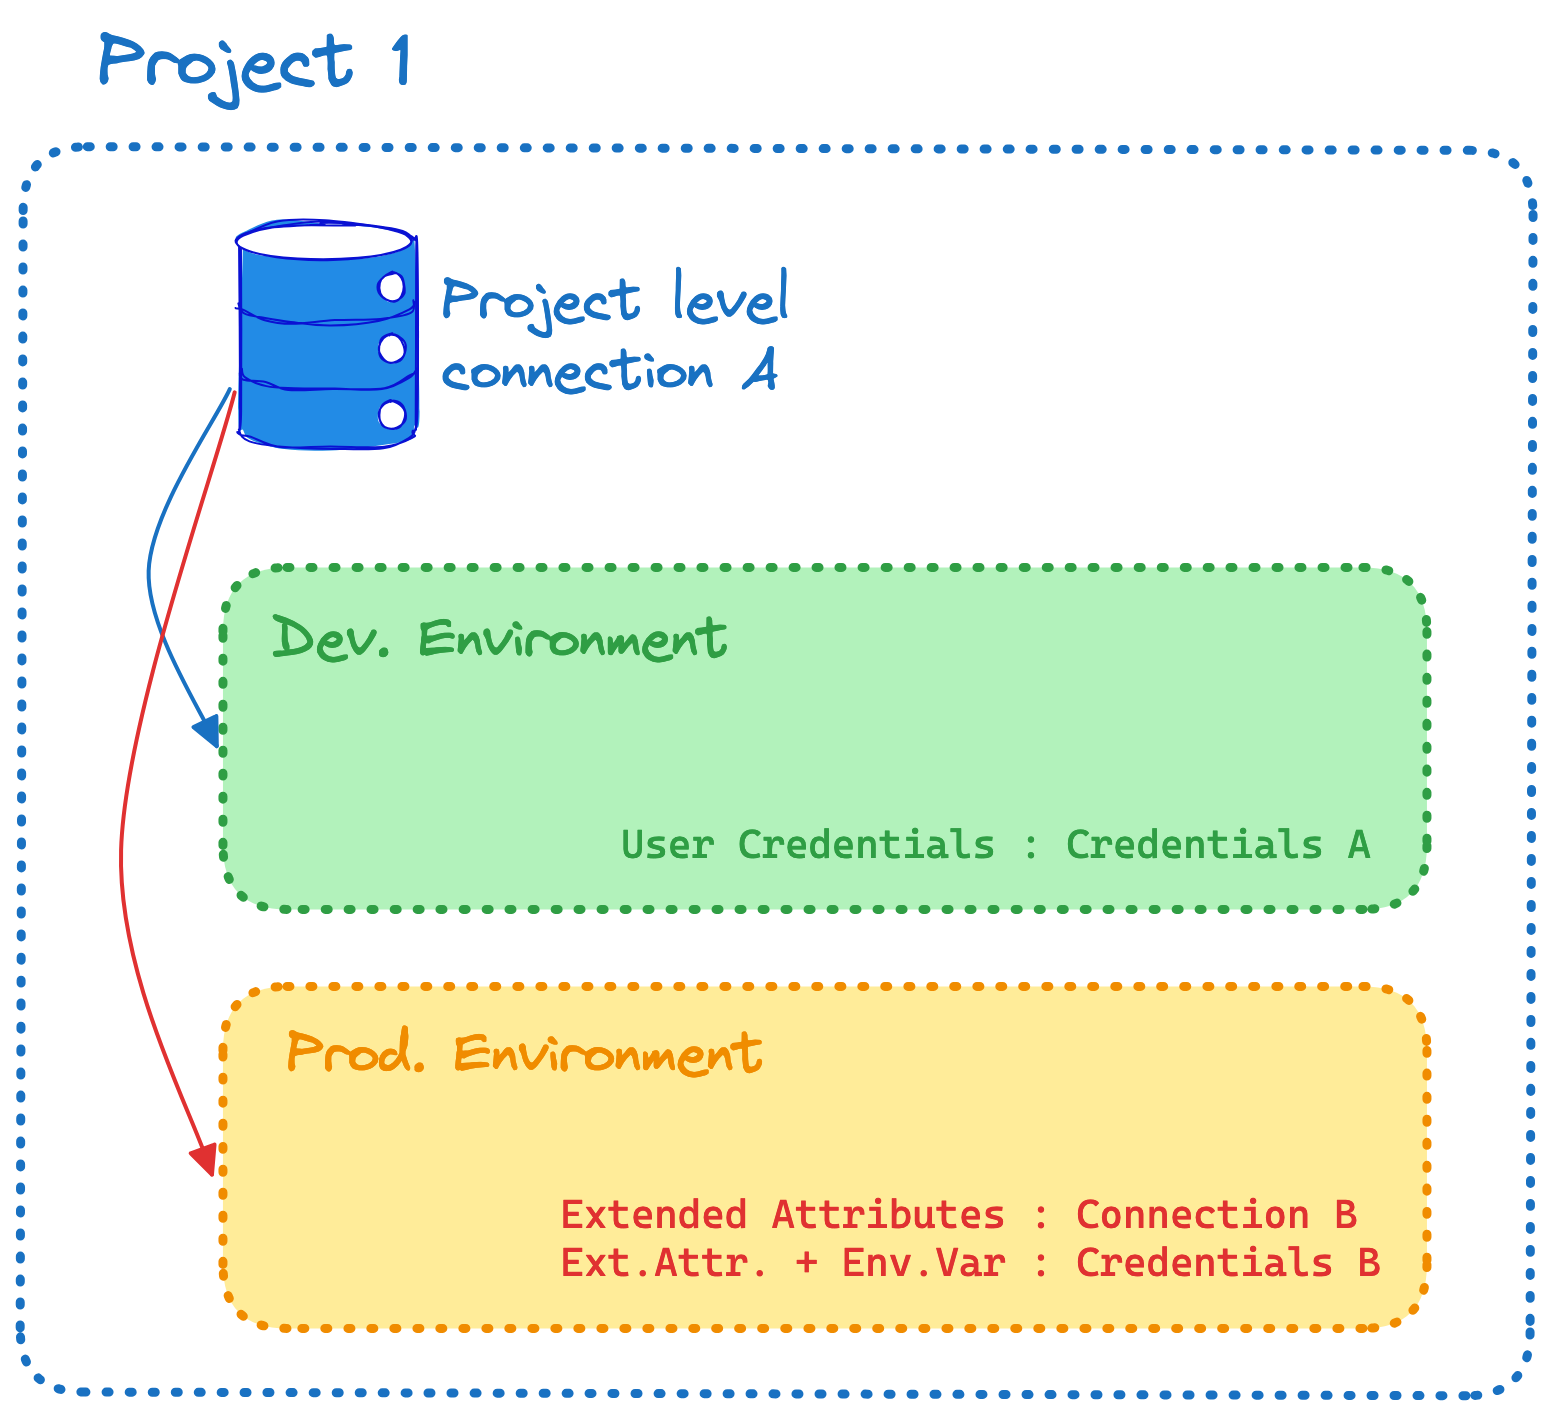 Project 1
Project level
connection A
Dev. Environment
User Credentials : Credentials A
Prod. Environment
Extended Attributes : Connection B
Ext.Attr. + Env.Var : Credentials B